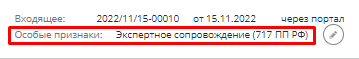 Входящее: 2022/11/15-00010 от 15.11.2022 через портал
Особые признаки: Экспертное сопровождение (717 ПП РФ)